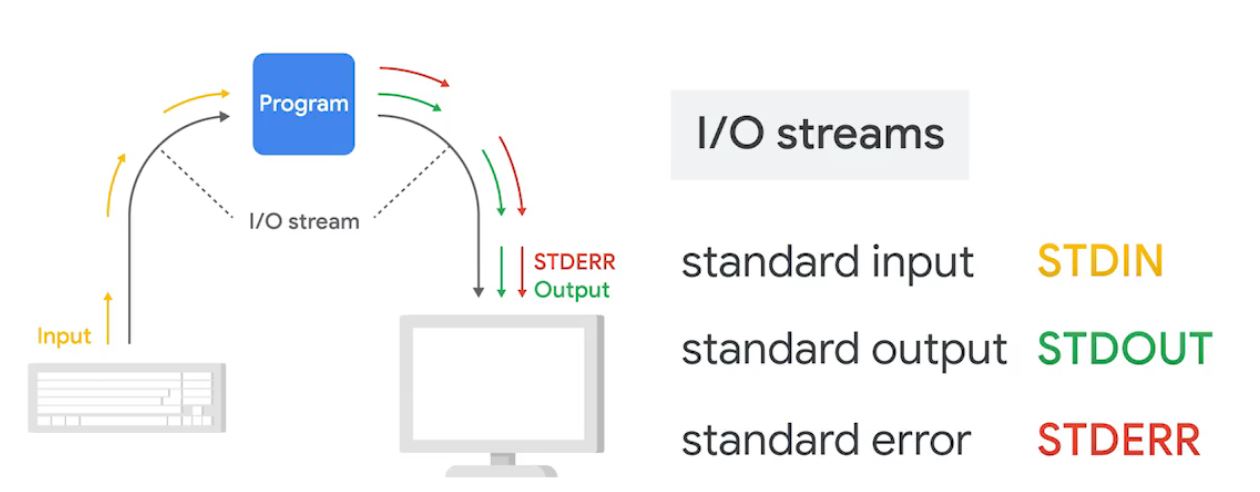 Program
I/O stream
STDERR
Output
Input
I/O streams
standard input STDIN
standard output STDOUT
standard error STDERR